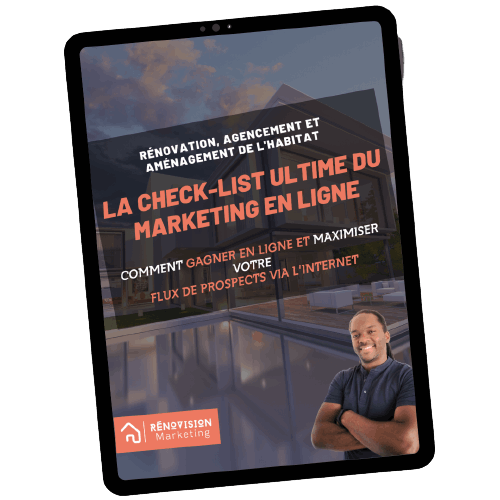 RÉNOVATION, AGENCEMENT ET
AMÉNAGEMENT DE L'HABITAT
LA CHECK-LIST ULTIME DU
MARKETING EN LIGNE
COMMENT GAGNER EN LIGNE ET MAXIMISER
VOTRE
FLUX DE PROSPECTS VIA L'INTERNET
RÉNOVISION
Marketing